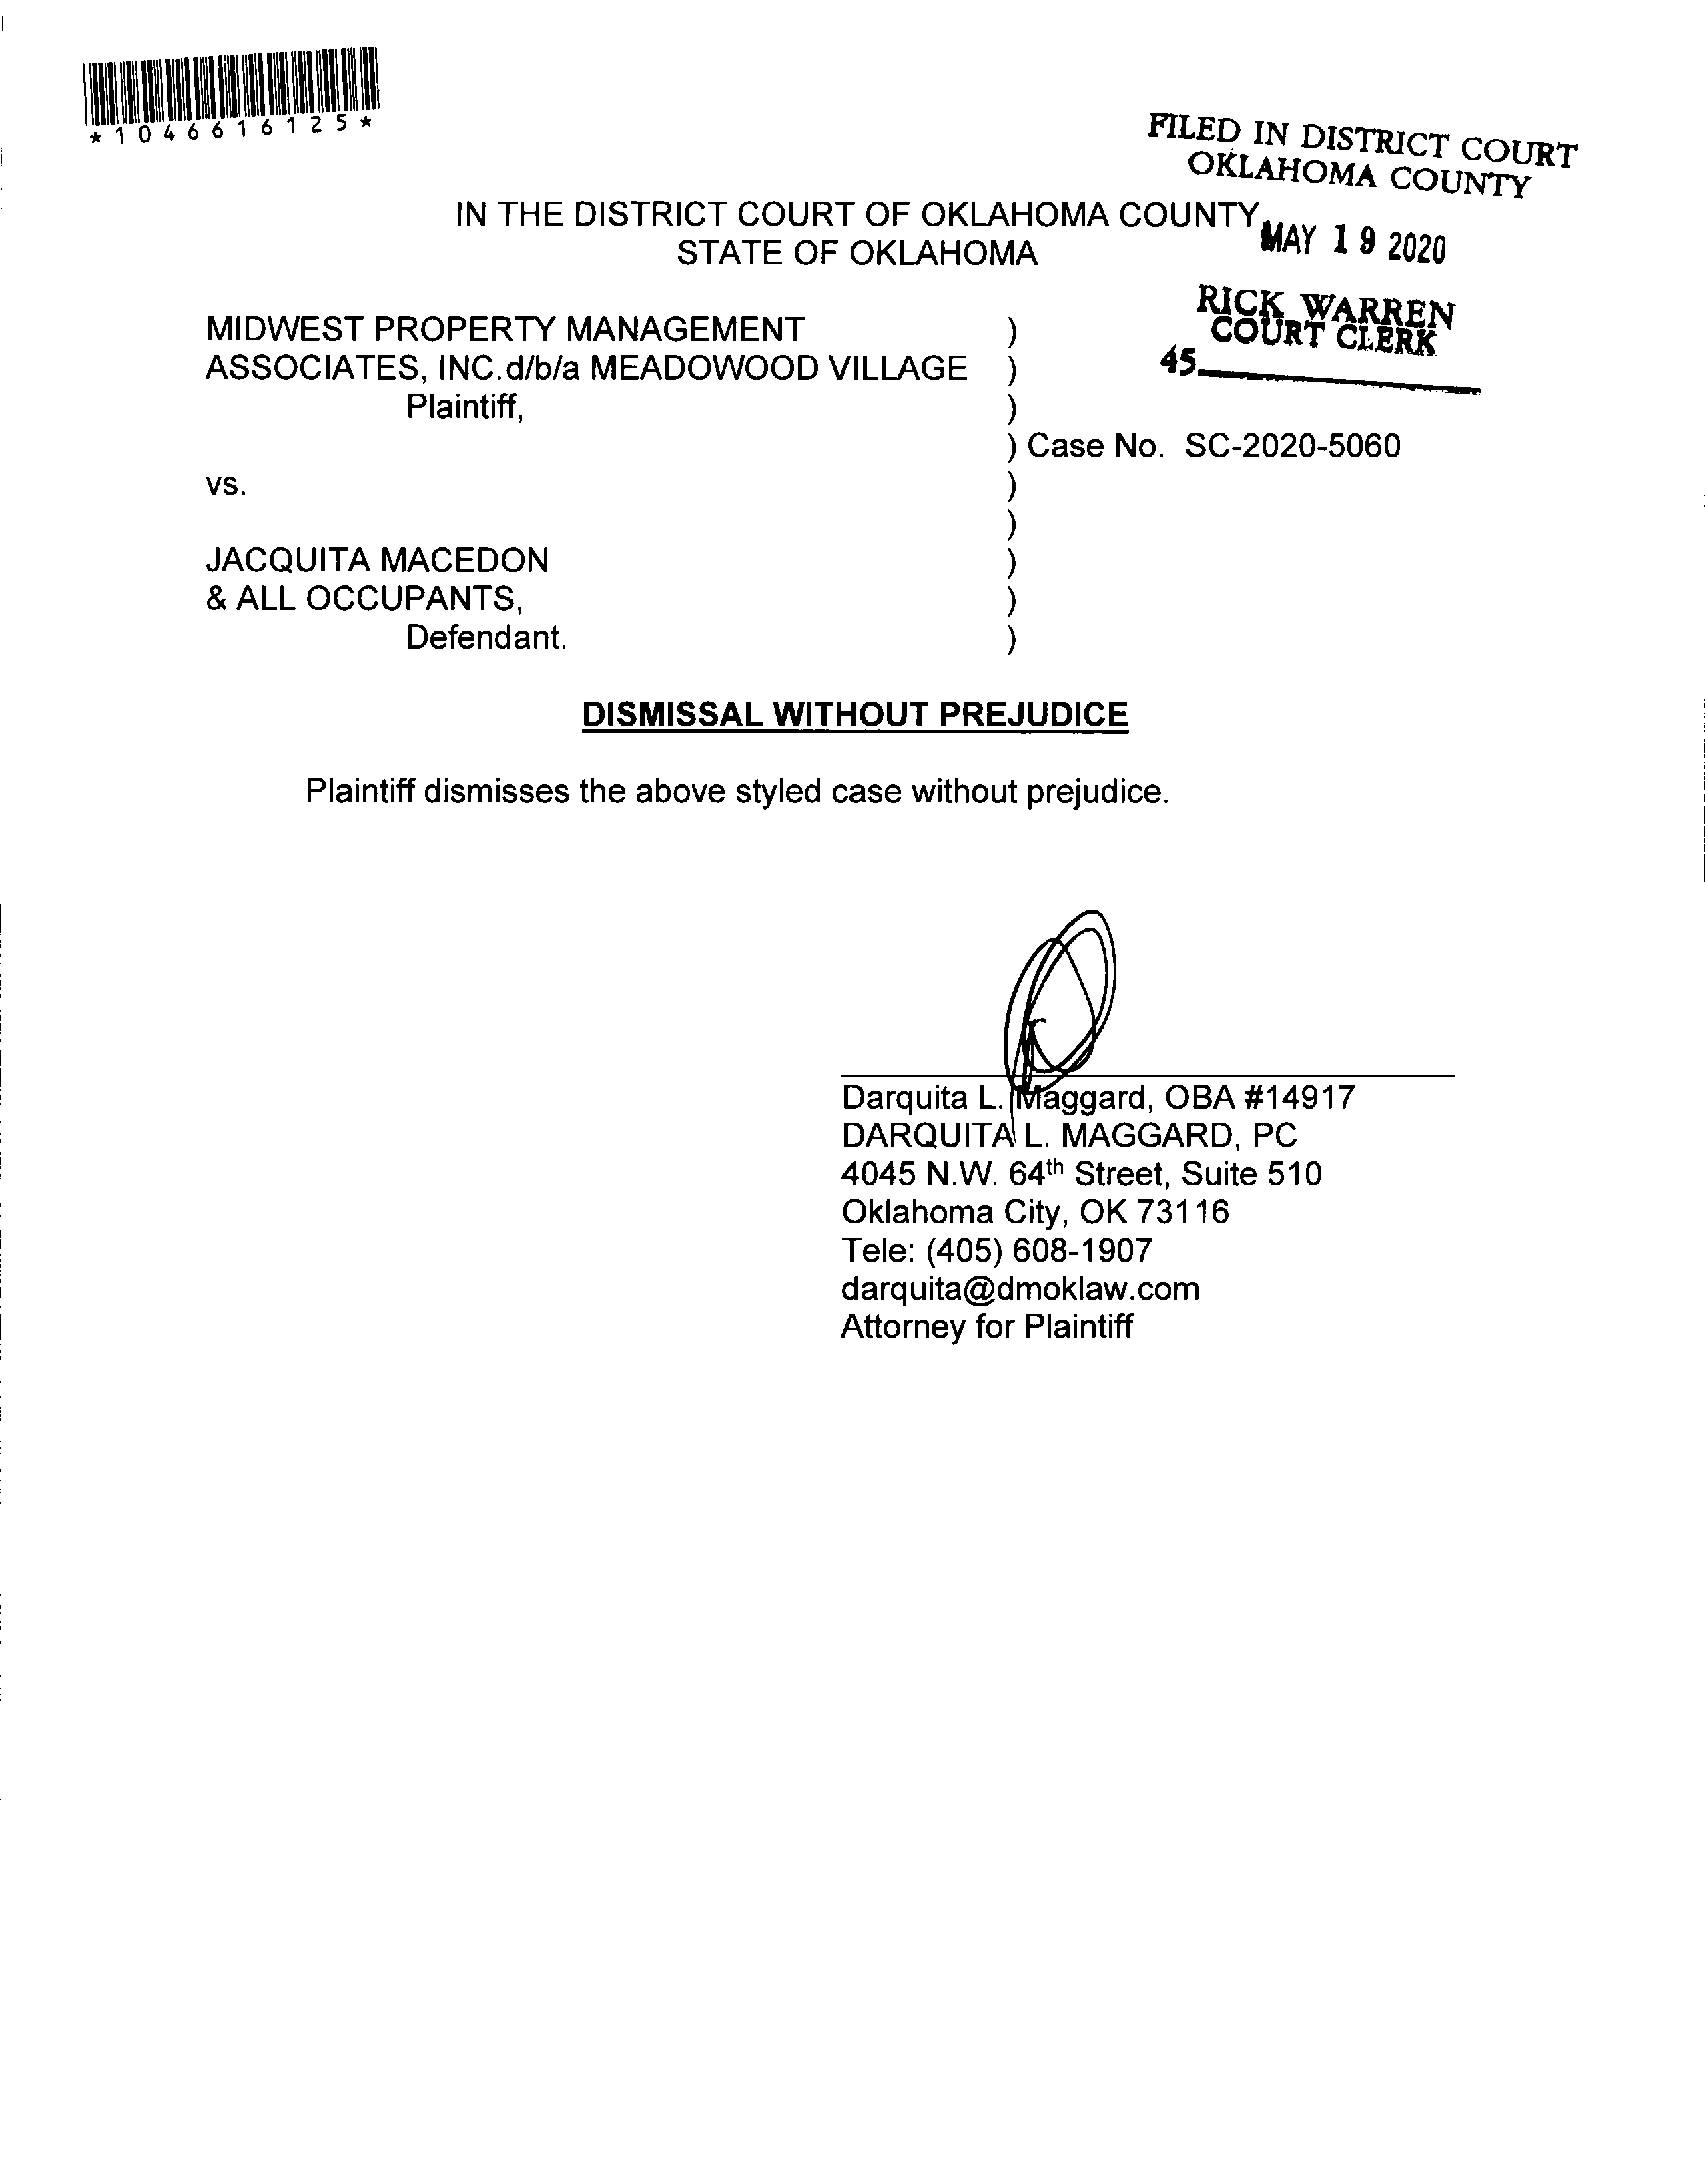 *1046616125*
FILED IN DISTRICT COURT
OKLAHOMA COUNTY
IN THE DISTRICT COURT OF OKLAHOMA COUNTY
STATE OF OKLAHOMA
MAY 19 2020
RICK WARREN
COURT CLERK
45
MIDWEST PROPERTY MANAGEMENT )
ASSOCIATES, INC.d/b/a MEADOWOOD VILLAGE )
Plaintiff, )
) Case No. SC-2020-5060
vs. )
)
JACQUITA MACEDON )
& ALL OCCUPANTS, )
Defendant. )
DISMISSAL WITHOUT PREJUDICE
Plaintiff dismisses the above styled case without prejudice.
Darquita L. Maggard, OBA #14917
DARQUITA L. MAGGARD, PC
4045 N.W. 64th Street, Suite 510
Oklahoma City, OK 73116
Tele: (405) 608-1907
darquita@dmoklaw.com
Attorney for Plaintiff